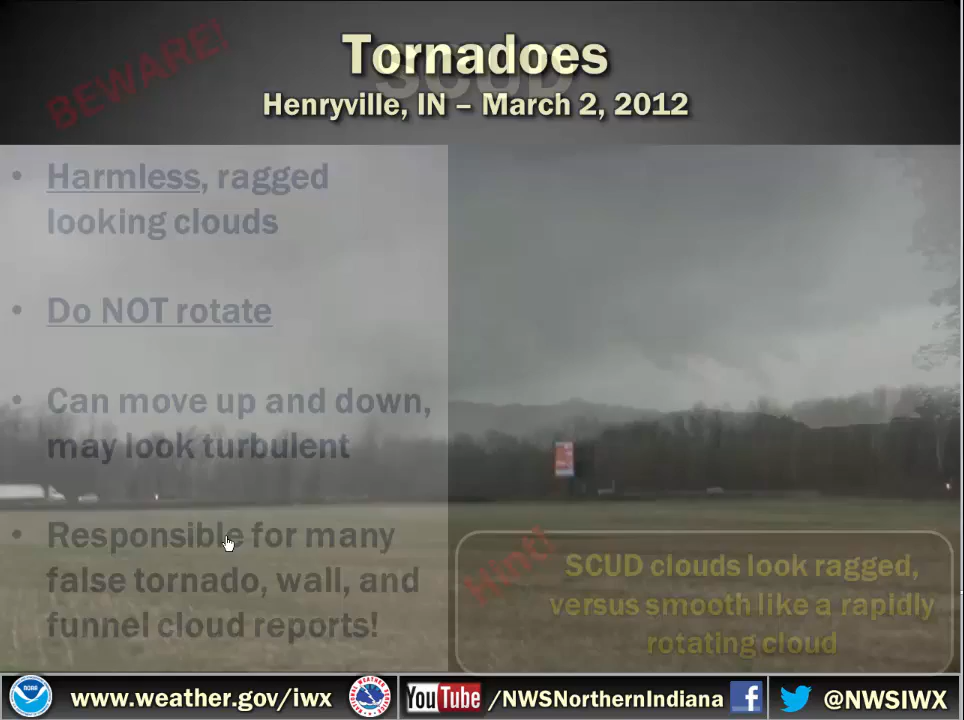 BEWARE!
Tornadoes
SCUD
Henryville, IN – March 2, 2012
• Harmless, ragged
looking clouds
• Do NOT rotate
• Can move up and down,
may look turbulent
• Responsible for many
false tornado, wall, and
funnel cloud reports!
Hint!
SCUD clouds look ragged,
versus smooth like a rapidly
rotating cloud
NOAA
www.weather.gov/iwx
YouTube /NWSNorthernIndiana
f
@NWSIWX